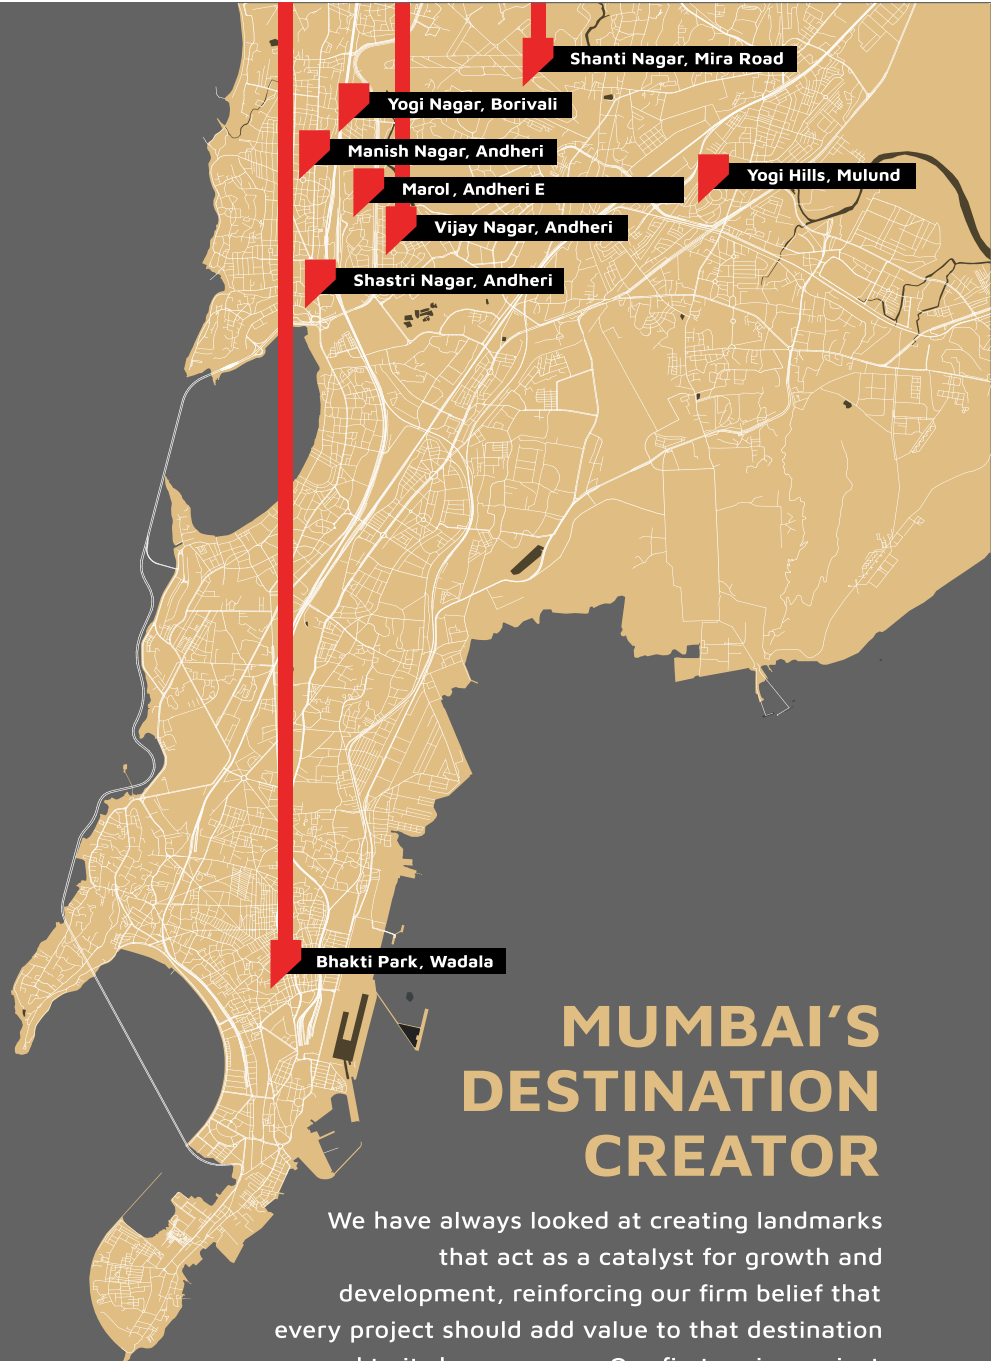 Shanti Nagar, Mira Road
Yogi Nagar, Borivali
Manish Nagar, Andheri
Yogi Hills, Mulund
Marol, Andheri E
Vijay Nagar, Andheri
Shastri Nagar, Andheri
Bhakti Park, Wadala
MUMBAI'S
DESTINATION
CREATOR
We have always looked at creating landmarks
that act as a catalyst for growth and
development, reinforcing our firm belief that
every project should add value to that destination